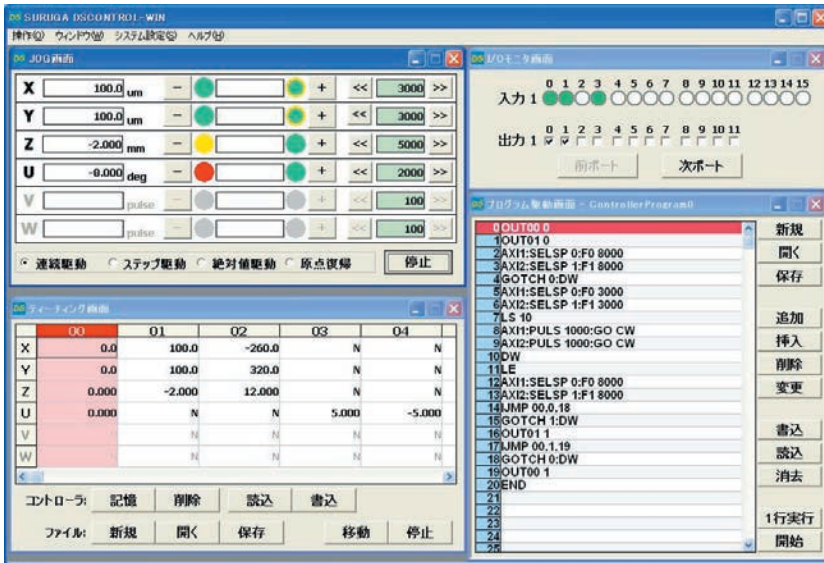 SURUGA DSCONTROL-WIN
操作(O) ウィンドウ(W) システム設定(S) ヘルプ(H)
JOG画面
X 100.0 um − + << 3000 >>
Y 100.0 um − + << 3000 >>
Z -2.000 mm − + << 5000 >>
U -0.000 deg − + << 2000 >>
V pulse − + << 100 >>
W pulse − + << 100 >>
連続駆動 ステップ駆動 絶対値駆動 原点復帰 停止
ティーチィング画面
00 01 02 03 04
X 0.0 100.0 -260.0 N N
Y 0.0 100.0 320.0 N N
Z 0.000 -2.000 12.000 N N
U 0.000 N N 5.000 -5.000
V N N N N N
W N N N N N
コントローラ: 記憶 削除 読込 書込
ファイル: 新規 開く 保存 移動 停止
I/Oモニタ画面
0 1 2 3 4 5 6 7 8 9 10 11 12 13 14 15
入力 1
0 1 2 3 4 5 6 7 8 9 10 11
出力 1
前ポート 次ポート
プログラム駆動画面 - ControllerProgram0
0 OUT00 0
1 OUT01 0
2 AXI1:SELSP 0:F0 8000
3 AXI2:SELSP 1:F1 8000
4 GOTCH 0:DW
5 AXI1:SELSP 0:F0 3000
6 AXI2:SELSP 1:F1 3000
7 LS 10
8 AXI1:PULS 1000:GO CW
9 AXI2:PULS 1000:GO CW
10 DW
11 LE
12 AXI1:SELSP 0:F0 8000
13 AXI2:SELSP 1:F1 8000
14 IJMP 00,0,18
15 GOTCH 1:DW
16 OUT01 1
17 IJMP 00,1,19
18 GOTCH 0:DW
19 OUT00 1
20 END
21
22
23
24
25
新規
開く
保存
追加
挿入
削除
変更
書込
読込
消去
1行実行
開始